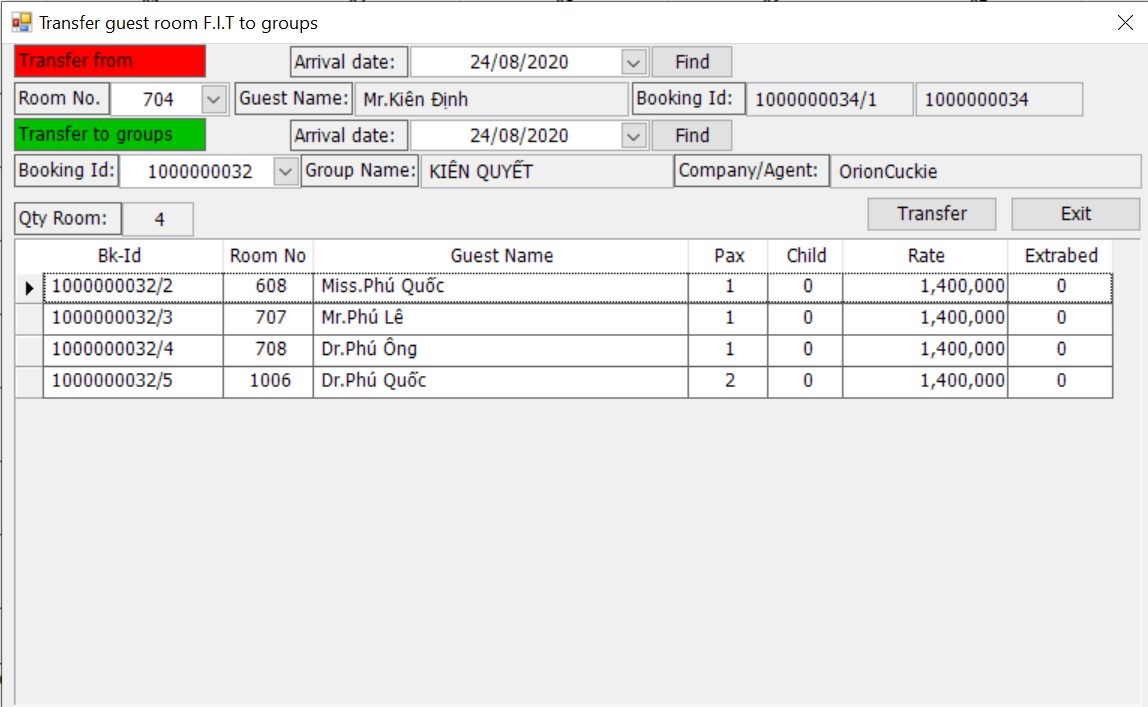 Transfer guest room F.I.T to groups
Transfer from Arrival date: 24/08/2020 Find
Room No. 704 Guest Name: Mr.Kiên Định Booking Id: 1000000034/1 1000000034
Transfer to groups Arrival date: 24/08/2020 Find
Booking Id: 1000000032 Group Name: KIÊN QUYẾT Company/Agent: OrionCuckie
Qty Room: 4 Transfer Exit
Bk-Id Room No Guest Name Pax Child Rate Extrabed
1000000032/2 608 Miss.Phú Quốc 1 0 1,400,000 0
1000000032/3 707 Mr.Phú Lê 1 0 1,400,000 0
1000000032/4 708 Dr.Phú Ông 1 0 1,400,000 0
1000000032/5 1006 Dr.Phú Quốc 2 0 1,400,000 0